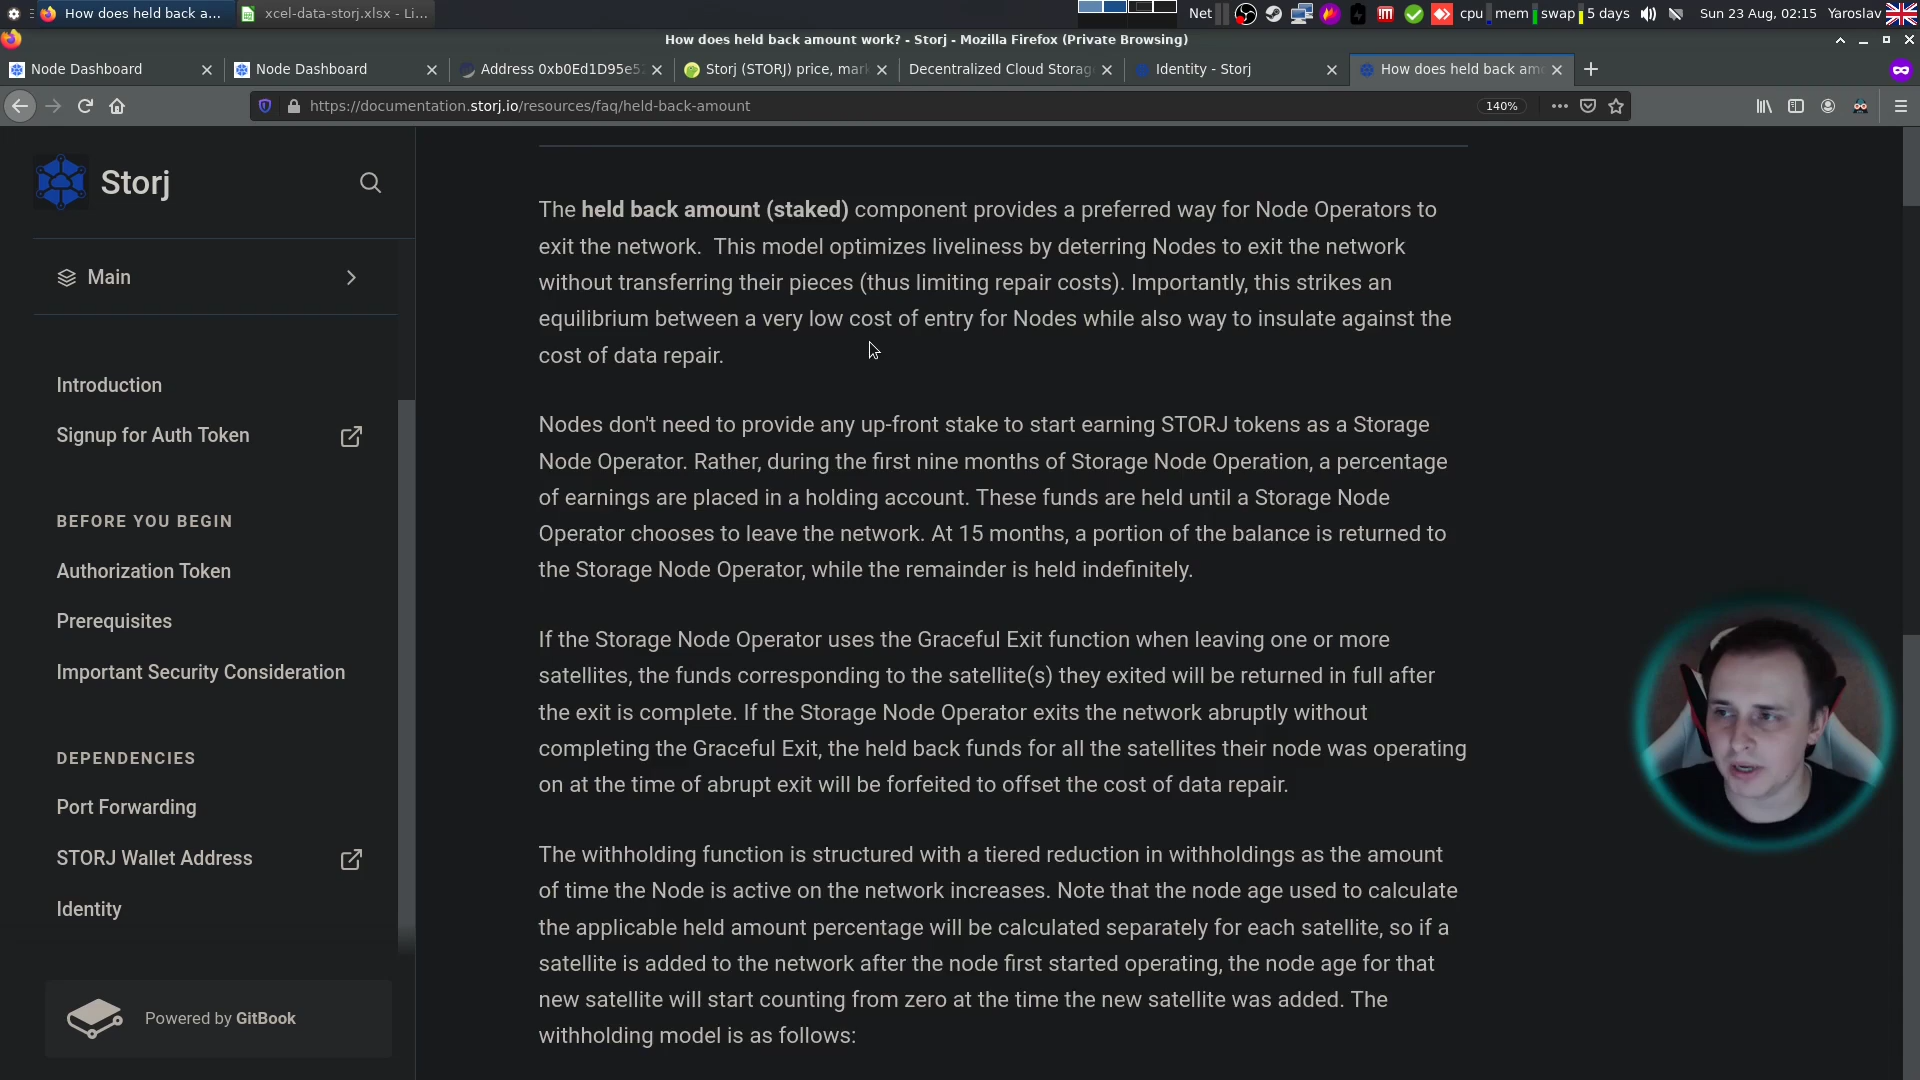 How does held back a...
xcel-data-storj.xlsx - Li...
Net
cpu
mem
swap
5 days
Sun 23 Aug, 02:15
Yaroslav
How does held back amount work? - Storj - Mozilla Firefox (Private Browsing)
Node Dashboard
Node Dashboard
Address 0xb0Ed1D95e5
Storj (STORJ) price, mar
Decentralized Cloud Storag
Identity - Storj
How does held back am
https://documentation.storj.io/resources/faq/held-back-amount
140%
Storj
Main
Introduction
Signup for Auth Token
BEFORE YOU BEGIN
Authorization Token
Prerequisites
Important Security Consideration
DEPENDENCIES
Port Forwarding
STORJ Wallet Address
Identity
Powered by GitBook
The held back amount (staked) component provides a preferred way for Node Operators to
exit the network.  This model optimizes liveliness by deterring Nodes to exit the network
without transferring their pieces (thus limiting repair costs). Importantly, this strikes an
equilibrium between a very low cost of entry for Nodes while also way to insulate against the
cost of data repair.
Nodes don't need to provide any up-front stake to start earning STORJ tokens as a Storage
Node Operator. Rather, during the first nine months of Storage Node Operation, a percentage
of earnings are placed in a holding account. These funds are held until a Storage Node
Operator chooses to leave the network. At 15 months, a portion of the balance is returned to
the Storage Node Operator, while the remainder is held indefinitely.
If the Storage Node Operator uses the Graceful Exit function when leaving one or more
satellites, the funds corresponding to the satellite(s) they exited will be returned in full after
the exit is complete. If the Storage Node Operator exits the network abruptly without
completing the Graceful Exit, the held back funds for all the satellites their node was operating
on at the time of abrupt exit will be forfeited to offset the cost of data repair.
The withholding function is structured with a tiered reduction in withholdings as the amount
of time the Node is active on the network increases. Note that the node age used to calculate
the applicable held amount percentage will be calculated separately for each satellite, so if a
satellite is added to the network after the node first started operating, the node age for that
new satellite will start counting from zero at the time the new satellite was added. The
withholding model is as follows: